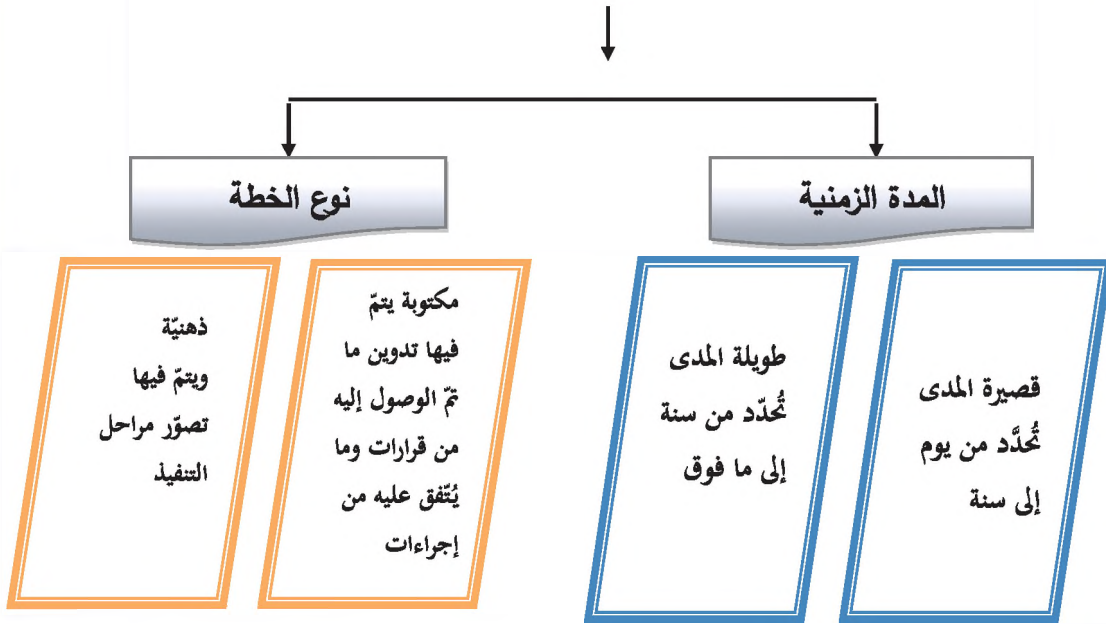 المدة الزمنية
نوع الخطة
قصيرة المدى
تُحدَّد من يوم
إلى سنة
طويلة المدى
تُحدّد من سنة
إلى ما فوق
مكتوبة يتمّ
فيها تدوين ما
تمّ الوصول إليه
من قرارات وما
يُتّفق عليه من
إجراءات
ذهنيّة
ويتمّ فيها
تصوّر مراحل
التنفيذ